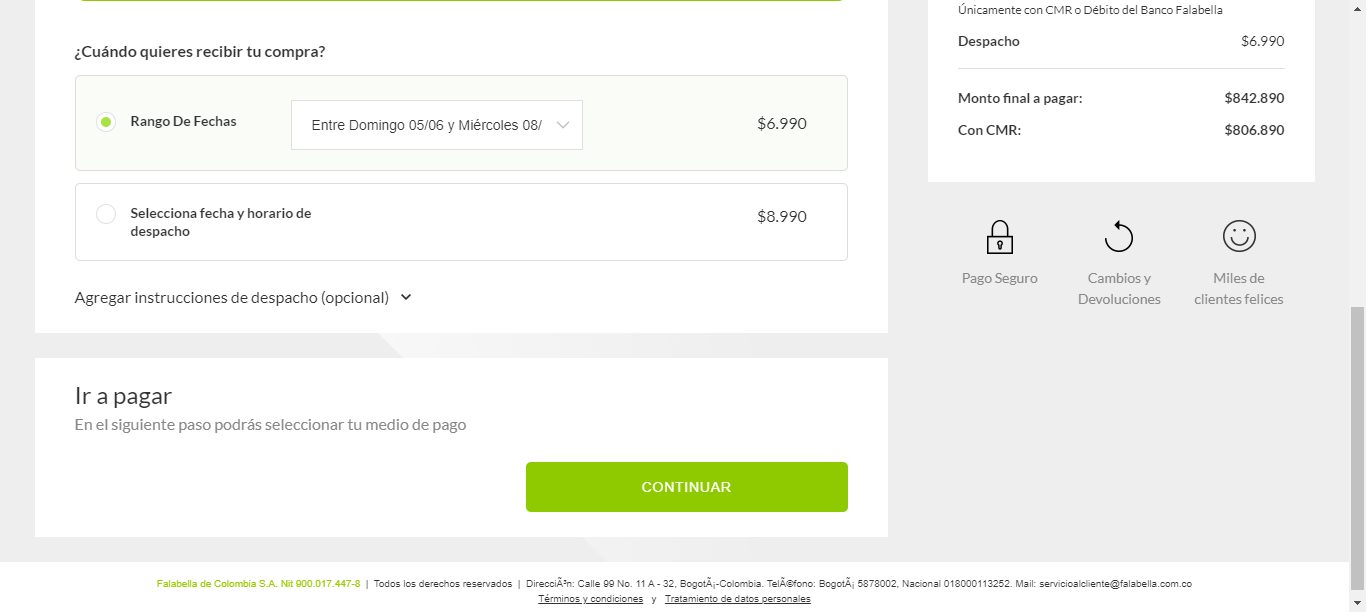 ¿Cuándo quieres recibir tu compra?
Rango De Fechas
Entre Domingo 05/06 y Miércoles 08/
$6.990
Selecciona fecha y horario de
despacho
$8.990
Agregar instrucciones de despacho (opcional)
Ir a pagar
En el siguiente paso podrás seleccionar tu medio de pago
CONTINUAR
Únicamente con CMR o Débito del Banco Falabella
Despacho $6.990
Monto final a pagar: $842.890
Con CMR: $806.890
Pago Seguro
Cambios y
Devoluciones
Miles de
clientes felices
Falabella de Colombia S.A. Nit 900.017.447-8 | Todos los derechos reservados | DirecciÃ³n: Calle 99 No. 11 A - 32, BogotÃ¡-Colombia. TelÃ©fono: BogotÃ¡ 5878002, Nacional 018000113252. Mail: servicioalcliente@falabella.com.co
Términos y condiciones y Tratamiento de datos personales